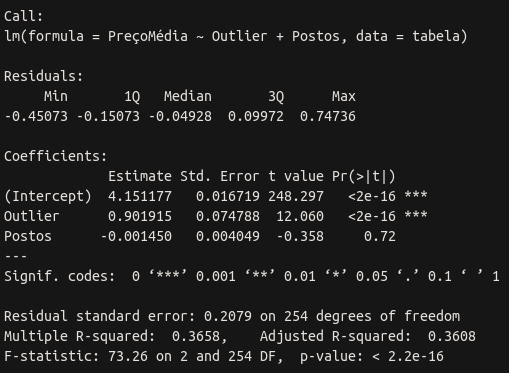 Call:
lm(formula = PreçoMédia ~ Outlier + Postos, data = tabela)
Residuals:
     Min       1Q   Median       3Q      Max
-0.45073 -0.15073 -0.04928  0.09972  0.74736
Coefficients:
             Estimate Std. Error t value Pr(>|t|)
(Intercept)  4.151177   0.016719 248.297   <2e-16 ***
Outlier      0.901915   0.074788  12.060   <2e-16 ***
Postos      -0.001450   0.004049  -0.358     0.72
---
Signif. codes:  0 ‘***’ 0.001 ‘**’ 0.01 ‘*’ 0.05 ‘.’ 0.1 ‘ ’ 1
Residual standard error: 0.2079 on 254 degrees of freedom
Multiple R-squared:  0.3658,    Adjusted R-squared:  0.3608
F-statistic: 73.26 on 2 and 254 DF,  p-value: < 2.2e-16